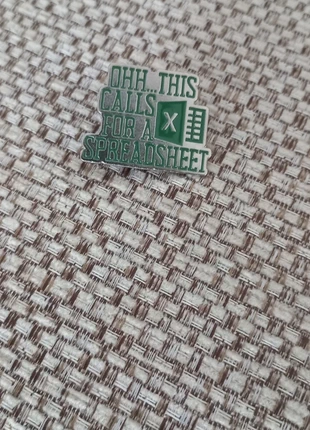 OHH...THIS
CALLS
FOR A
X
SPREADSHEET